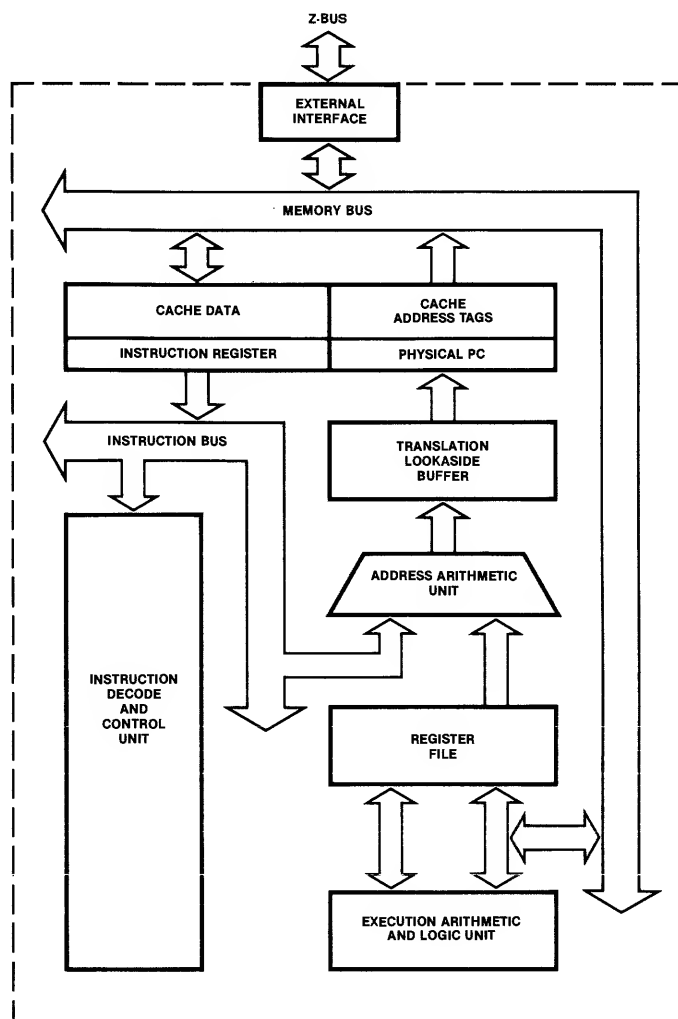 Z-BUS
EXTERNAL
INTERFACE
MEMORY BUS
CACHE DATA
CACHE
ADDRESS TAGS
INSTRUCTION REGISTER
PHYSICAL PC
INSTRUCTION BUS
TRANSLATION
LOOKASIDE
BUFFER
ADDRESS ARITHMETIC
UNIT
INSTRUCTION
DECODE
AND
CONTROL
UNIT
REGISTER
FILE
EXECUTION ARITHMETIC
AND LOGIC UNIT